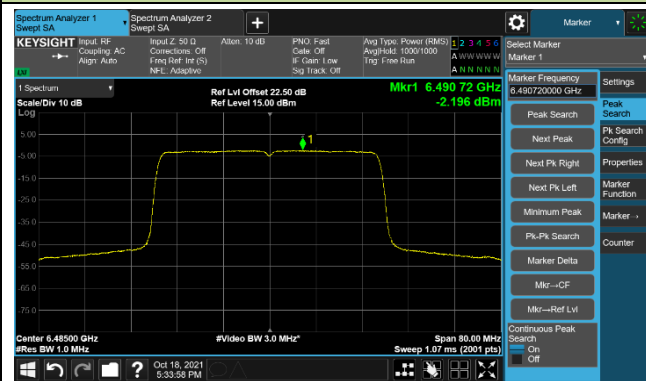 Spectrum Analyzer 1
Swept SA
Spectrum Analyzer 2
Swept SA
Marker
KEYSIGHT
Input: RF
Coupling: AC
Align: Auto
Input Z: 50 Ω
Corrections: Off
Freq Ref: Int (S)
NFE: Adaptive
Atten: 10 dB
PNO: Fast
Gate: Off
IF Gain: Low
Sig Track: Off
Avg Type: Power (RMS)
Avg|Hold: 1000/1000
Trig: Free Run
1 2 3 4 5 6
A W W W W W
A N N N N N
LXI
Select Marker
Marker 1
1 Spectrum
Scale/Div 10 dB
Log
Ref Lvl Offset 22.50 dB
Ref Level 15.00 dBm
Mkr1 6.490 72 GHz
-2.196 dBm
5.00
-5.00
-15.0
-25.0
-35.0
-45.0
-55.0
-65.0
-75.0
1
Center 6.48500 GHz
#Res BW 1.0 MHz
#Video BW 3.0 MHz*
Span 80.00 MHz
Sweep 1.07 ms (2001 pts)
Marker Frequency
6.490720000 GHz
Peak Search
Next Peak
Next Pk Right
Next Pk Left
Minimum Peak
Pk-Pk Search
Marker Delta
Mkr→CF
Mkr→Ref Lvl
Continuous Peak
Search
On
Off
Settings
Peak
Search
Pk Search
Config
Properties
Marker
Function
Marker→
Counter
?
Oct 18, 2021
5:33:58 PM